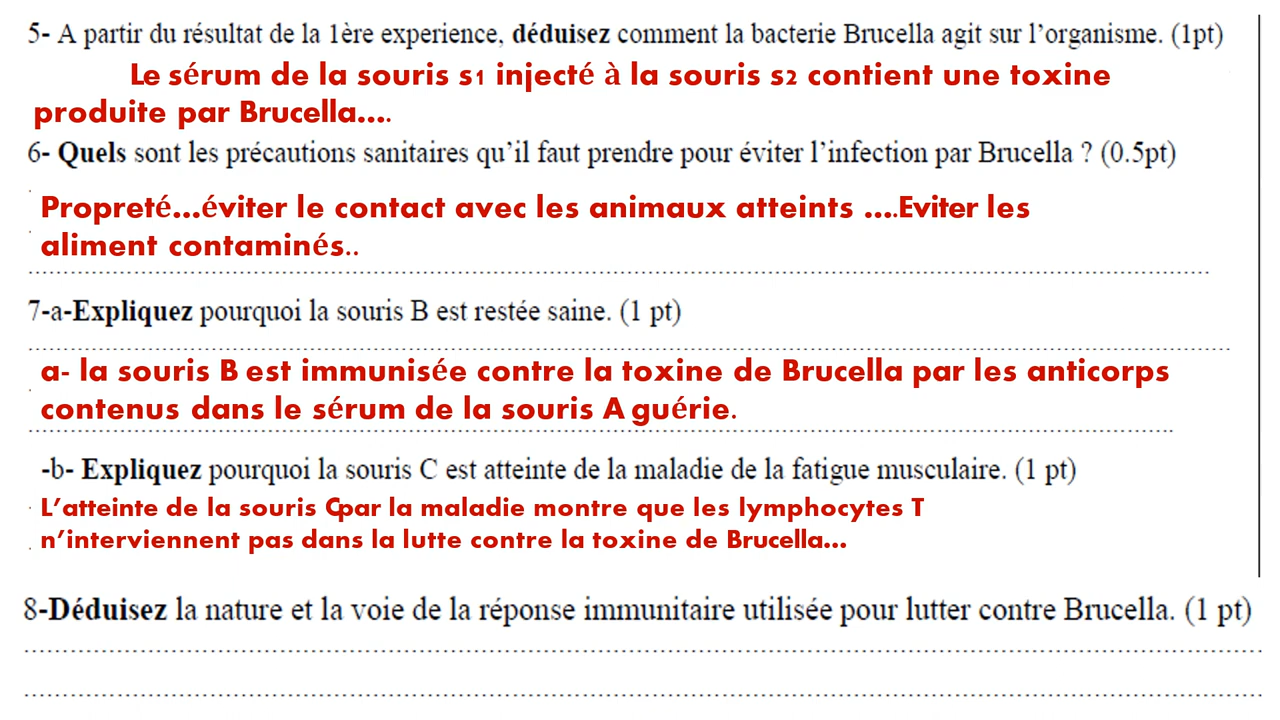 5- A partir du résultat de la 1ère experience, déduisez comment la bacterie Brucella agit sur l'organisme. (1pt)
Le sérum de la souris s1 injecté à la souris s2 contient une toxine
produite par Brucella....
6- Quels sont les précautions sanitaires qu'il faut prendre pour éviter l'infection par Brucella ? (0.5pt)
Propreté...éviter le contact avec les animaux atteints ....Eviter les
aliment contaminés..
7-a-Expliquez pourquoi la souris B est restée saine. (1 pt)
a- la souris B est immunisée contre la toxine de Brucella par les anticorps
contenus dans le sérum de la souris A guérie.
-b- Expliquez pourquoi la souris C est atteinte de la maladie de la fatigue musculaire. (1 pt)
L'atteinte de la souris C par la maladie montre que les lymphocytes T
n'interviennent pas dans la lutte contre la toxine de Brucella...
8-Déduisez la nature et la voie de la réponse immunitaire utilisée pour lutter contre Brucella. (1 pt)